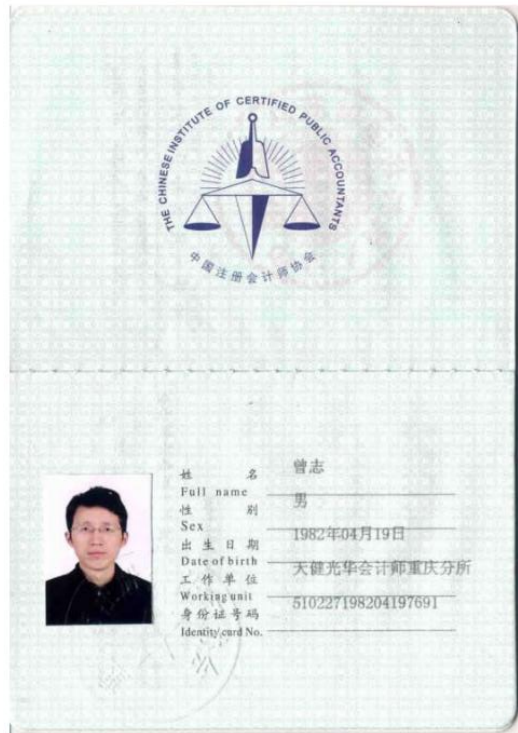 THE CHINESE INSTITUTE OF CERTIFIED PUBLIC ACCOUNTANTS
中国注册会计师协会
姓 名 曾志
Full name
性 别 男
Sex
出生日期 1982年04月19日
Date of birth
工作单位 天健光华会计师重庆分所
Working unit
身份证号码 510227198204197691
Identity card No.